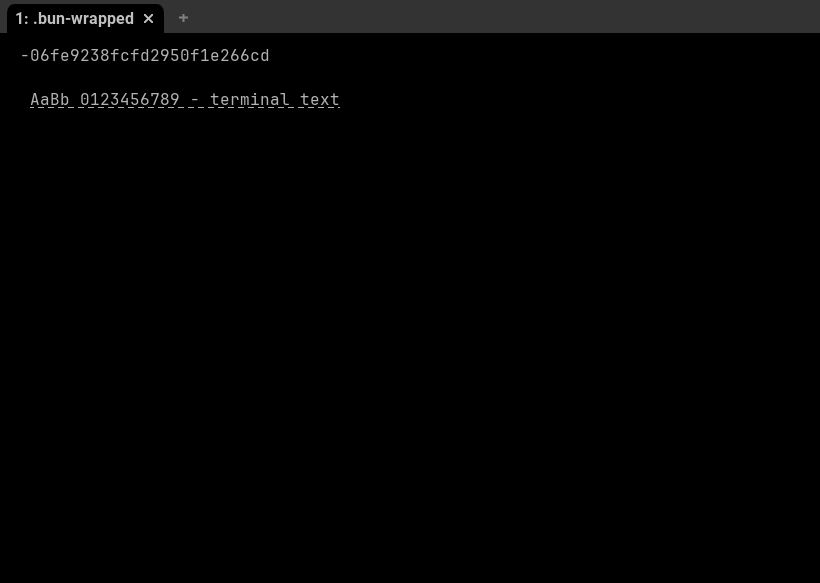 1: .bun-wrapped × +
-06fe9238fcfd2950f1e266cd
AaBb 0123456789 - terminal text